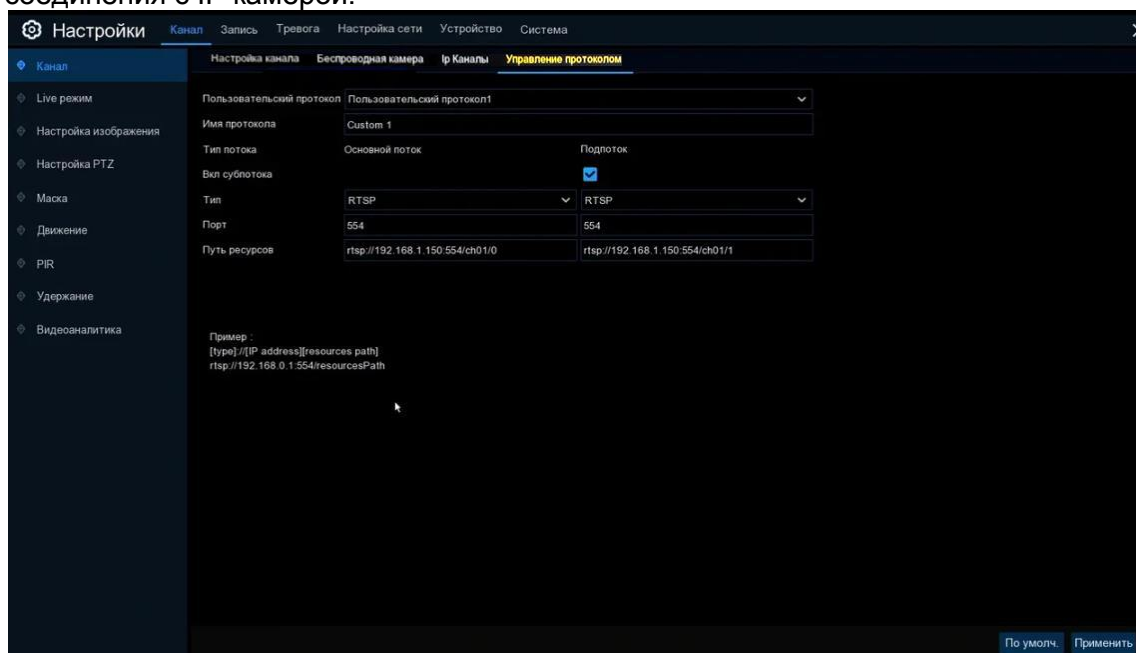 соединения с IP-камерой.
Настройки Канал Запись Тревога Настройка сети Устройство Система
Канал
Live режим
Настройка изображения
Настройка PTZ
Маска
Движение
PIR
Удержание
Видеоаналитика
Настройка канала Беспроводная камера Ip Каналы Управление протоколом
Пользовательский протокол Пользовательский протокол1
Имя протокола Custom 1
Тип потока Основной поток Подпоток
Вкл субпотока
Тип RTSP RTSP
Порт 554 554
Путь ресурсов rtsp://192.168.1.150:554/ch01/0 rtsp://192.168.1.150:554/ch01/1
Пример :
[type]://[IP address][resources path]
rtsp://192.168.0.1:554/resourcesPath
По умолч. Применить